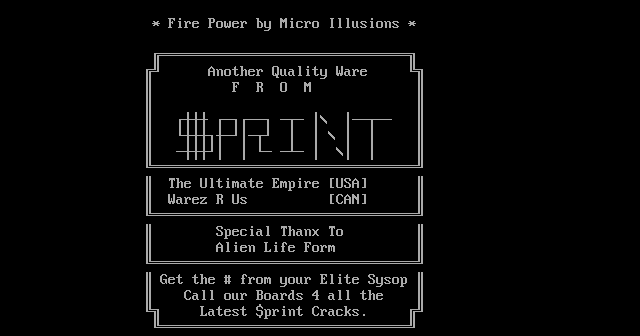 * Fire Power by Micro Illusions *
Another Quality Ware
F R O M
$PRINT
The Ultimate Empire [USA]
Warez R Us [CAN]
Special Thanx To
Alien Life Form
Get the # from your Elite Sysop
Call our Boards 4 all the
Latest $print Cracks.